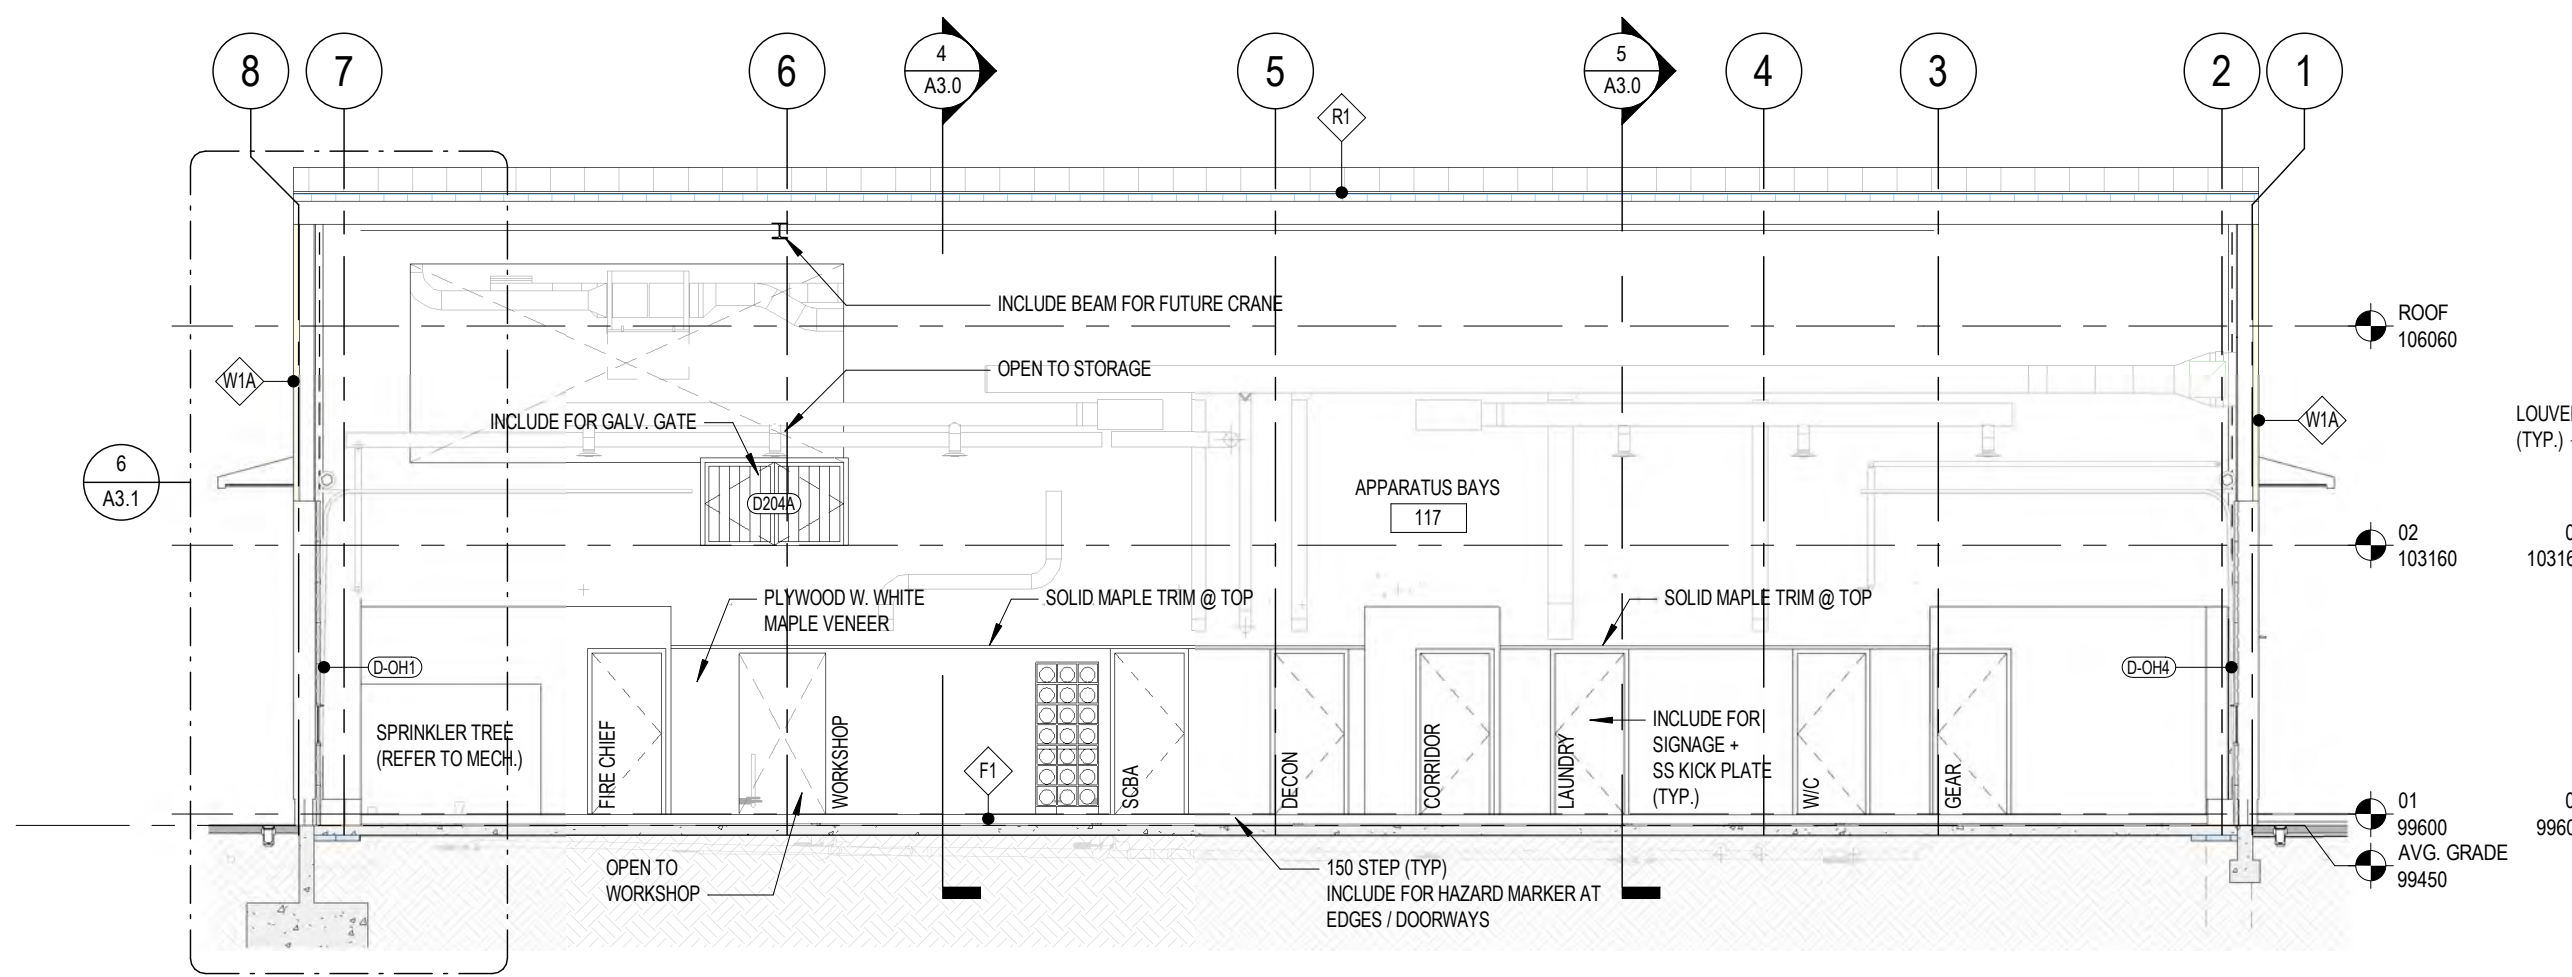 8
7
6
4
A3.0
5
5
A3.0
4
3
2
1
R1
INCLUDE BEAM FOR FUTURE CRANE
ROOF
106060
OPEN TO STORAGE
W1A
INCLUDE FOR GALV. GATE
W1A
(TYP.)
6
A3.1
D204A
APPARATUS BAYS
117
02
103160
PLYWOOD W. WHITE
MAPLE VENEER
SOLID MAPLE TRIM @ TOP
SOLID MAPLE TRIM @ TOP
D-OH1
D-OH4
SPRINKLER TREE
(REFER TO MECH.)
FIRE CHIEF
WORKSHOP
SCBA
DECON
CORRIDOR
LAUNDRY
INCLUDE FOR
SIGNAGE +
SS KICK PLATE
(TYP.)
W/C
GEAR
F1
01
99600
AVG. GRADE
99450
OPEN TO
WORKSHOP
150 STEP (TYP)
INCLUDE FOR HAZARD MARKER AT
EDGES / DOORWAYS